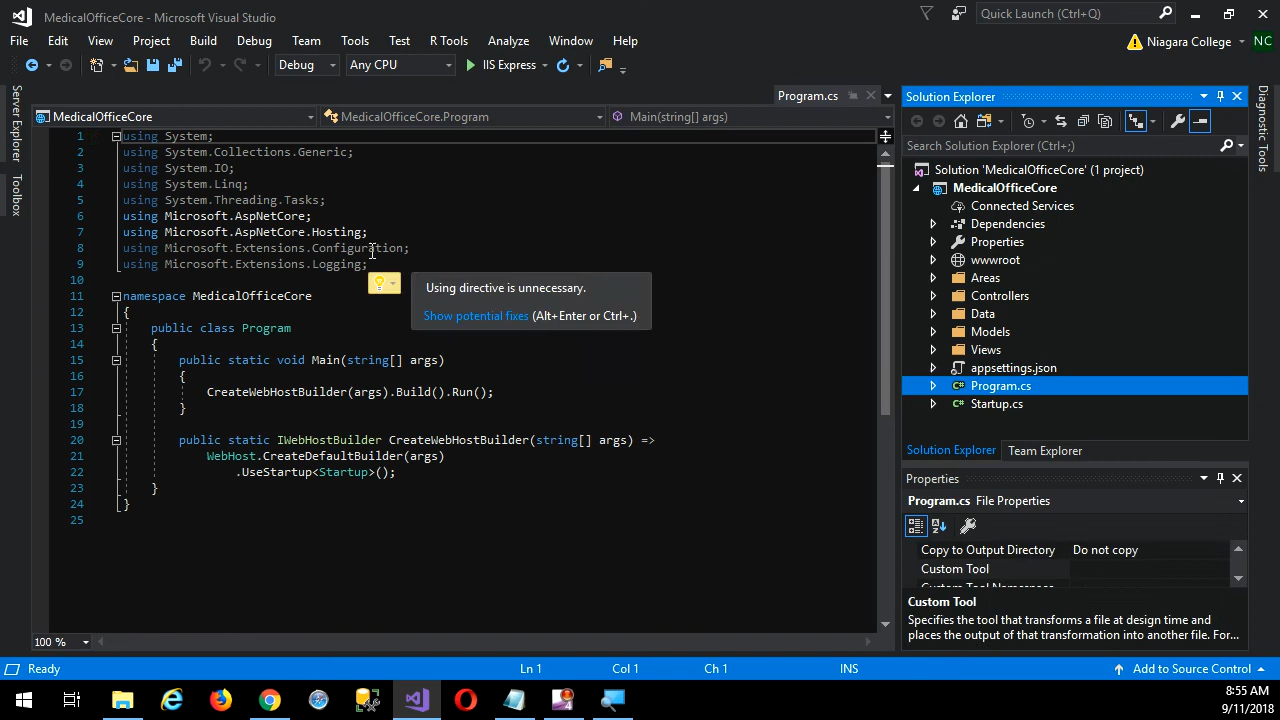 MedicalOfficeCore - Microsoft Visual Studio
Quick Launch (Ctrl+Q)
File Edit View Project Build Debug Team Tools Test R Tools Analyze Window Help
Niagara College
NC
Debug Any CPU IIS Express
Server Explorer
Toolbox
Program.cs
MedicalOfficeCore MedicalOfficeCore.Program Main(string[] args)
1 using System;
2 using System.Collections.Generic;
3 using System.IO;
4 using System.Linq;
5 using System.Threading.Tasks;
6 using Microsoft.AspNetCore;
7 using Microsoft.AspNetCore.Hosting;
8 using Microsoft.Extensions.Configuration;
9 using Microsoft.Extensions.Logging;
10
11 namespace MedicalOfficeCore
12 {
13 public class Program
14 {
15 public static void Main(string[] args)
16 {
17 CreateWebHostBuilder(args).Build().Run();
18 }
19
20 public static IWebHostBuilder CreateWebHostBuilder(string[] args) =>
21 WebHost.CreateDefaultBuilder(args)
22 .UseStartup<Startup>();
23 }
24 }
25
Using directive is unnecessary.
Show potential fixes (Alt+Enter or Ctrl+.)
100 %
Solution Explorer
Search Solution Explorer (Ctrl+;)
Solution 'MedicalOfficeCore' (1 project)
MedicalOfficeCore
Connected Services
Dependencies
Properties
wwwroot
Areas
Controllers
Data
Models
Views
appsettings.json
C# Program.cs
C# Startup.cs
Solution Explorer Team Explorer
Diagnostic Tools
Properties
Program.cs File Properties
Copy to Output Directory Do not copy
Custom Tool
Custom Tool Namespace
Custom Tool
Specifies the tool that transforms a file at design time and
places the output of that transformation into another file. For...
Ready Ln 1 Col 1 Ch 1 INS Add to Source Control
8:55 AM
9/11/2018